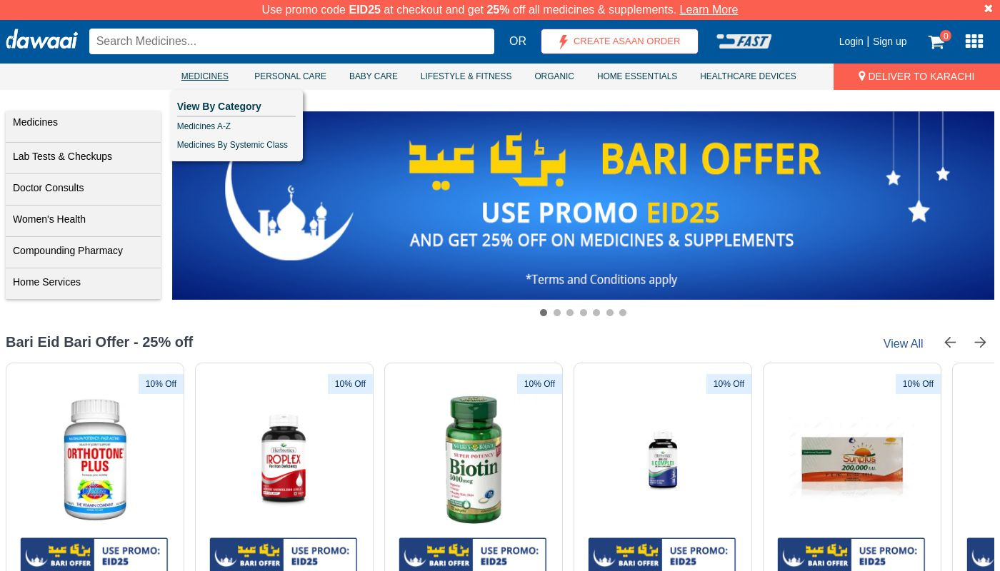 Use promo code EID25 at checkout and get 25% off all medicines & supplements. Learn More
dawaai
Search Medicines...
OR
CREATE ASAAN ORDER
FAST
Login | Sign up
0
MEDICINES
PERSONAL CARE
BABY CARE
LIFESTYLE & FITNESS
ORGANIC
HOME ESSENTIALS
HEALTHCARE DEVICES
DELIVER TO KARACHI
View By Category
Medicines A-Z
Medicines By Systemic Class
Medicines
Lab Tests & Checkups
Doctor Consults
Women's Health
Compounding Pharmacy
Home Services
بڑی عید BARI OFFER
USE PROMO EID25
AND GET 25% OFF ON MEDICINES & SUPPLEMENTS
*Terms and Conditions apply
Bari Eid Bari Offer - 25% off
View All
10% Off
ORTHOTONE
PLUS
THE VITAMIN COMPANY
بڑی عید
BARI OFFER
USE PROMO:
EID25
10% Off
Herbiotics
IROPLEX
For Iron Deficiency
بڑی عید
BARI OFFER
USE PROMO:
EID25
10% Off
NATURE'S BOUNTY
SUPER POTENCY
Biotin
5000mcg
بڑی عید
BARI OFFER
USE PROMO:
EID25
10% Off
Herbiotics
B COMPLEX
بڑی عید
BARI OFFER
USE PROMO:
EID25
10% Off
Sunplus
200,000 I.U.
بڑی عید
BARI OFFER
USE PROMO:
EID25